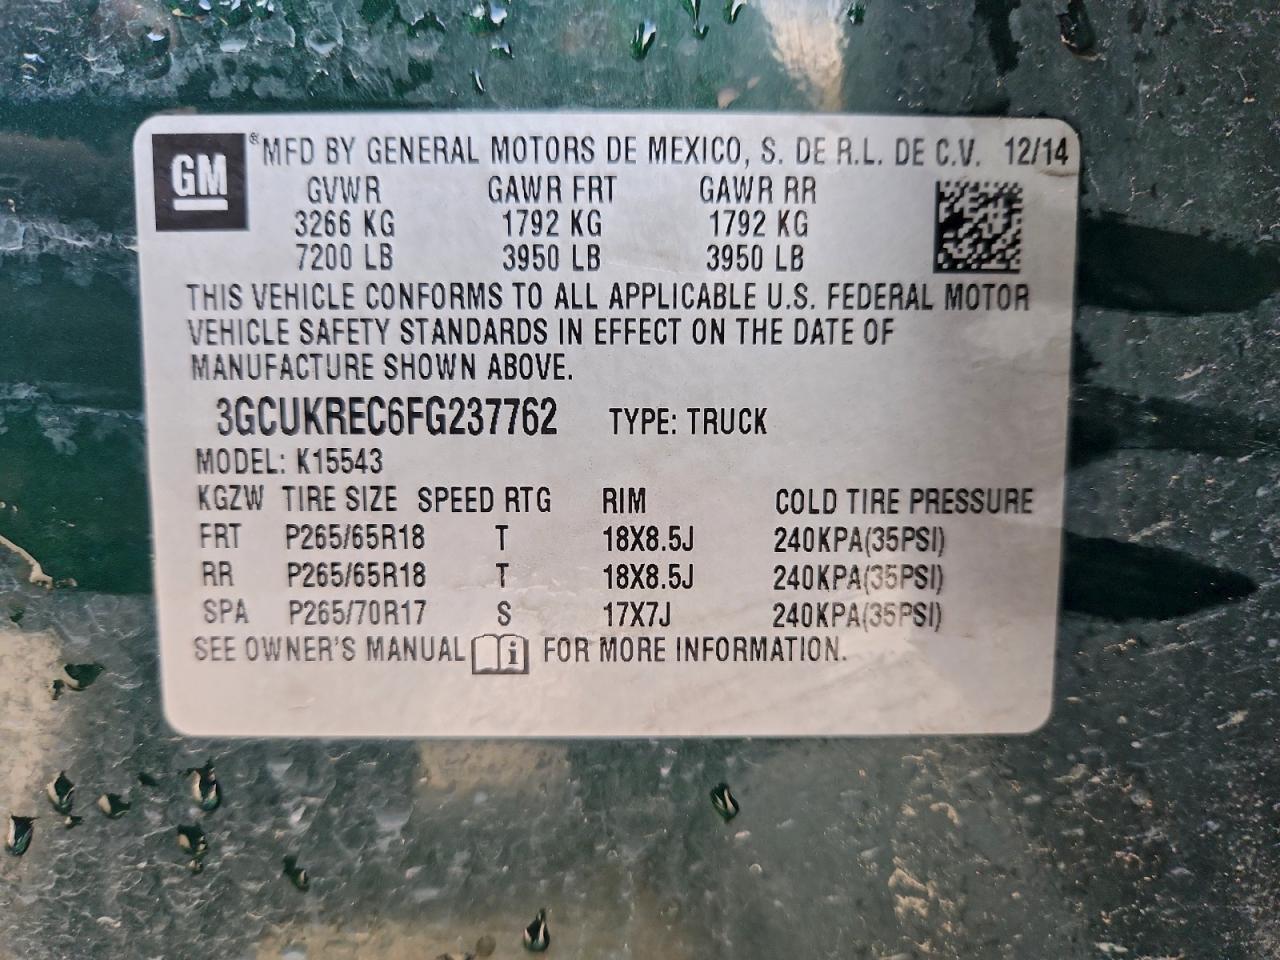 GM ® MFD BY GENERAL MOTORS DE MEXICO, S. DE R.L. DE C.V. 12/14
GVWR GAWR FRT GAWR RR
3266 KG 1792 KG 1792 KG
7200 LB 3950 LB 3950 LB
THIS VEHICLE CONFORMS TO ALL APPLICABLE U.S. FEDERAL MOTOR
VEHICLE SAFETY STANDARDS IN EFFECT ON THE DATE OF
MANUFACTURE SHOWN ABOVE.
3GCUKREC6FG237762 TYPE: TRUCK
MODEL: K15543
KGZW TIRE SIZE SPEED RTG RIM COLD TIRE PRESSURE
FRT P265/65R18 T 18X8.5J 240KPA(35PSI)
RR P265/65R18 T 18X8.5J 240KPA(35PSI)
SPA P265/70R17 S 17X7J 240KPA(35PSI)
SEE OWNER'S MANUAL i FOR MORE INFORMATION.